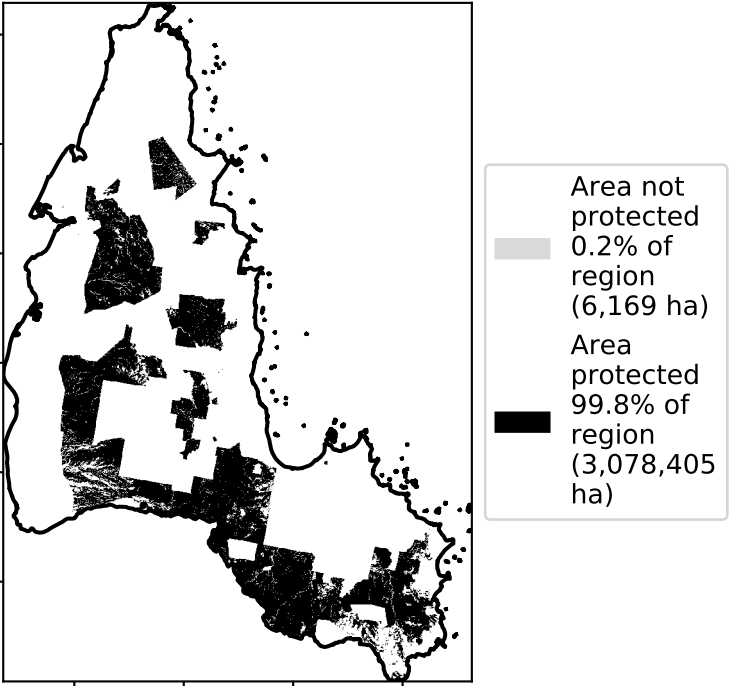 Area not
protected
0.2% of
region
(6,169 ha)
Area
protected
99.8% of
region
(3,078,405
ha)